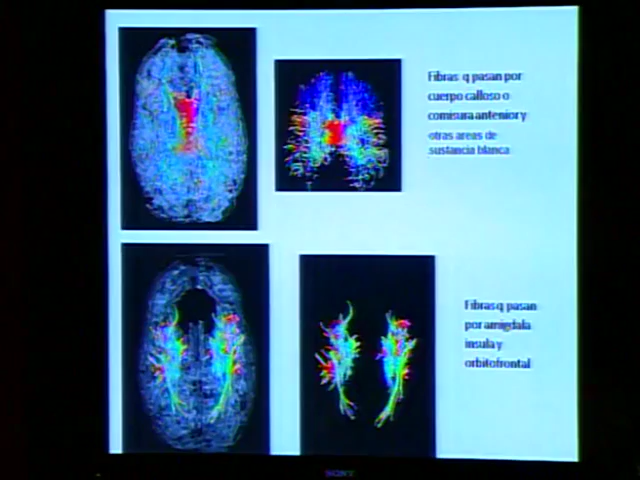 Fibras q pasan por
cuerpo calloso o
comisura anterior y
otras areas de
sustancia blanca
Fibras q pasan
por amigdala
insula y
orbitofrontal
SONY